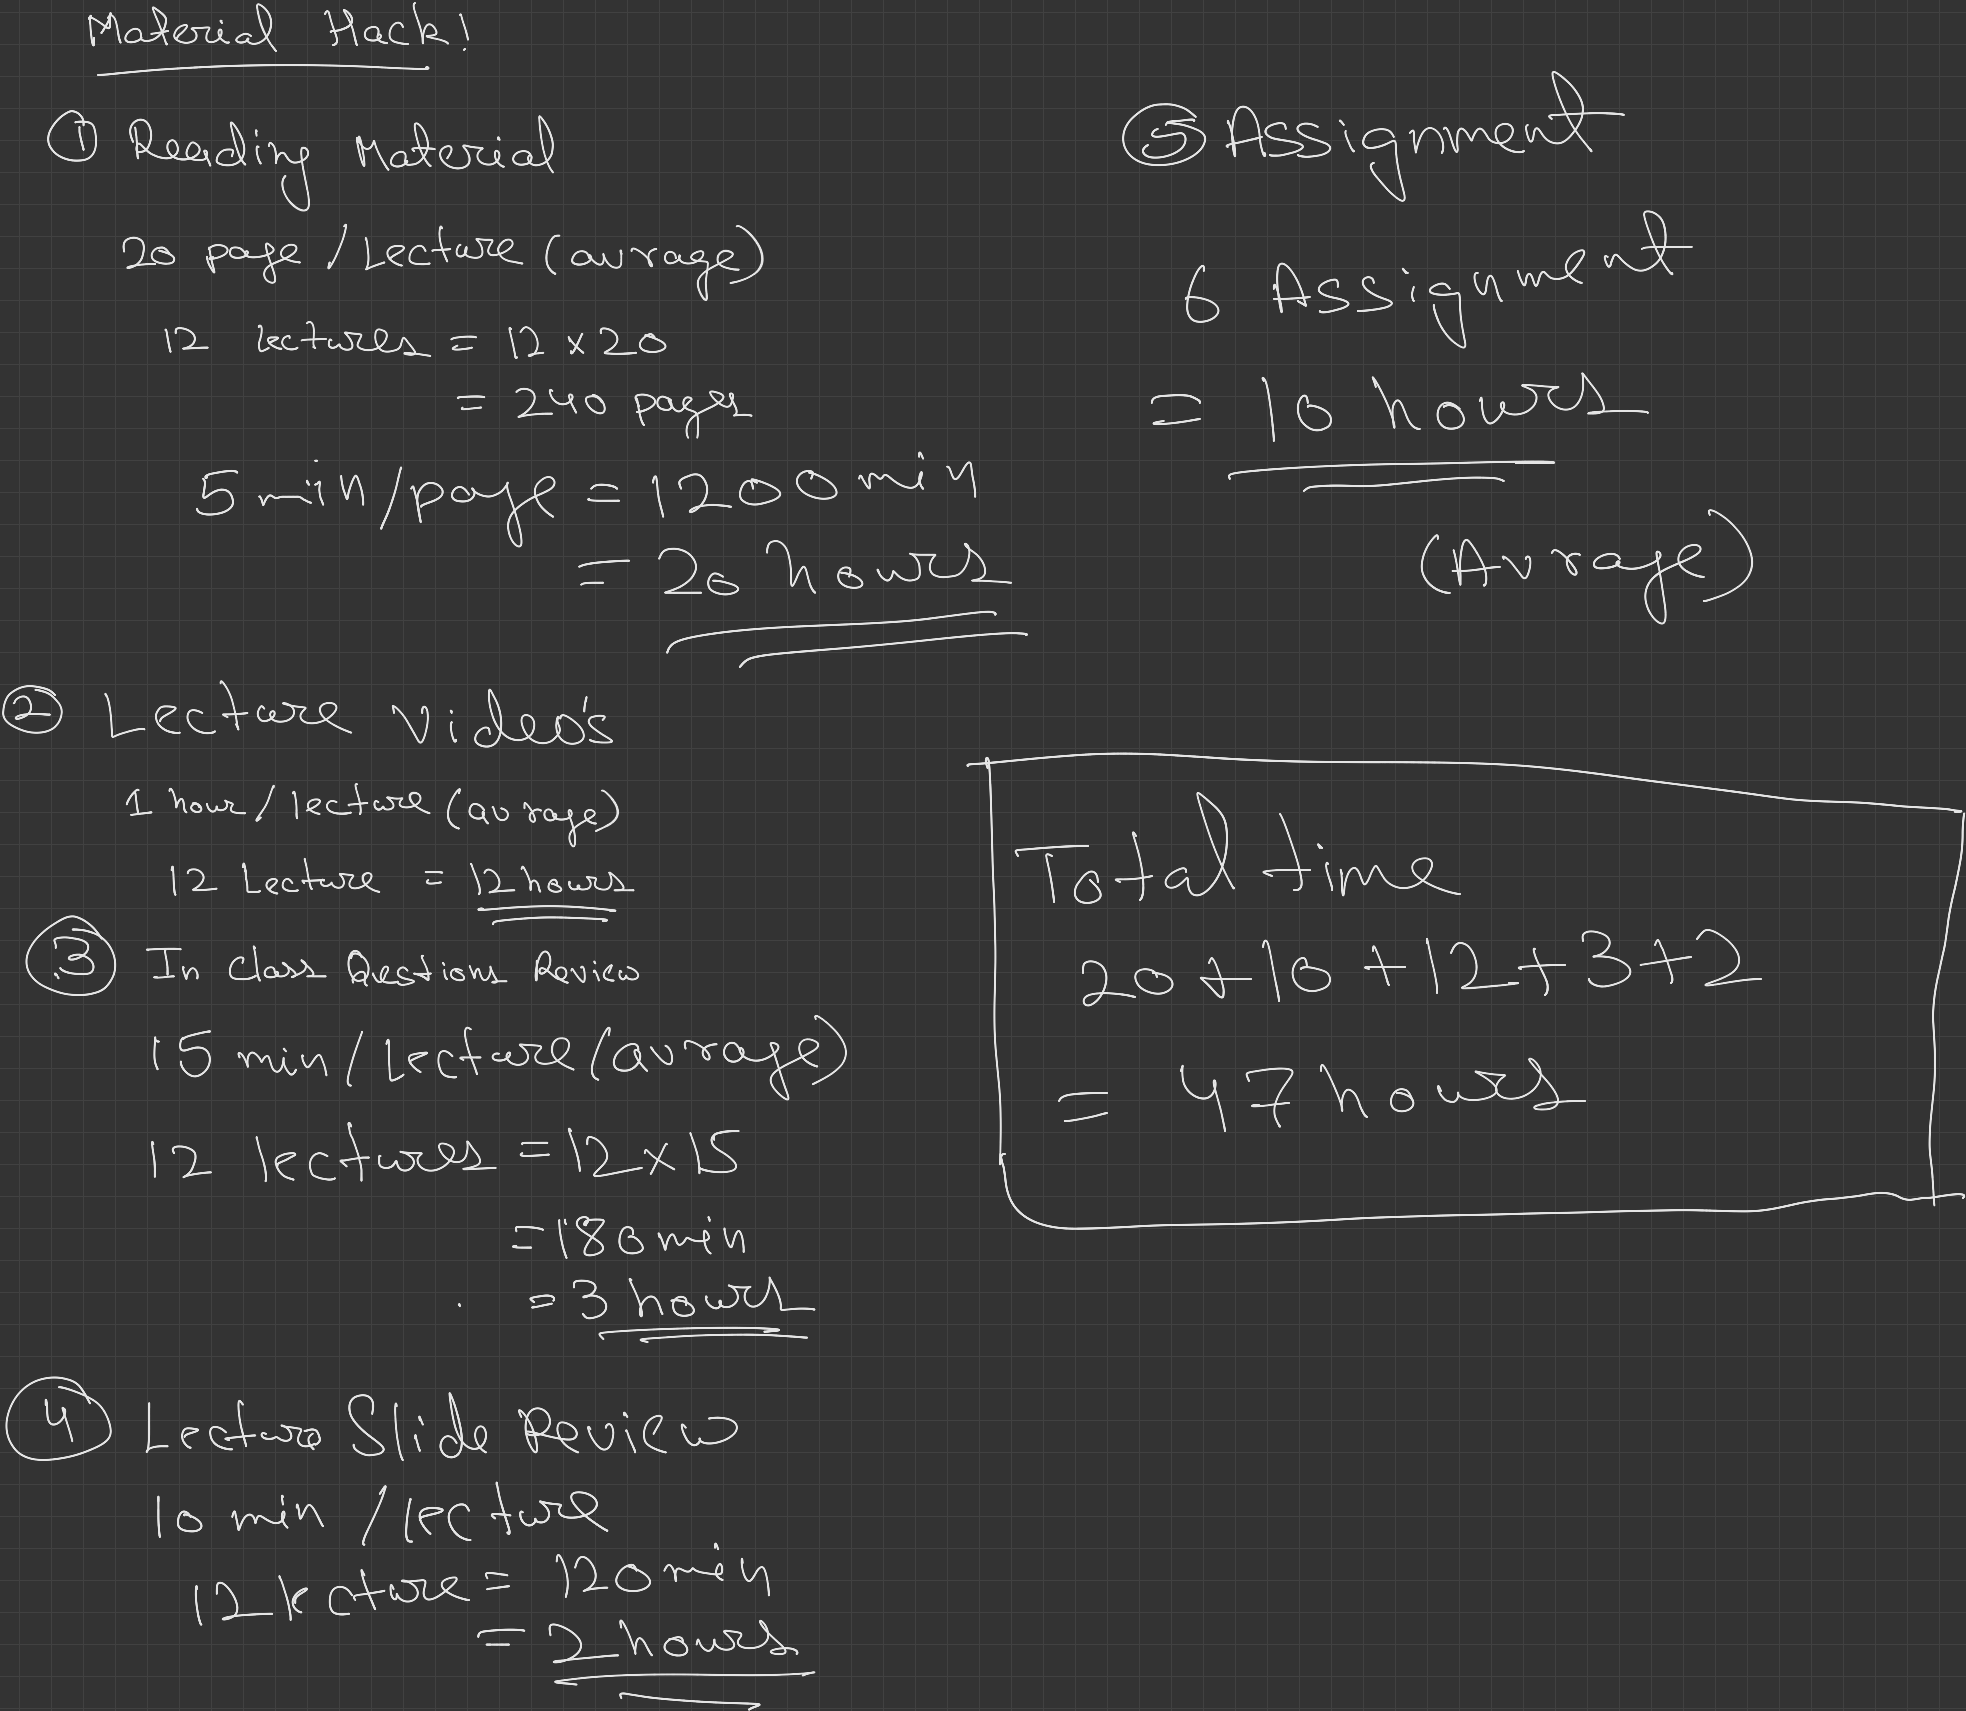 Material Hack!
① Reading Material
20 page / Lecture (avrage)
12 lectures = 12 x 20
= 240 pages
5 min/page = 1200 min
= 20 hours
② Lecture video's
1 hour / lecture (avrage)
12 Lecture = 12 hours
③ In Class Questions Review
15 min / Lecture (avrage)
12 lectures = 12 x 15
= 180 min
= 3 hours
④ Lecture Slide Review
10 min / lecture
12 lecture = 120 min
= 2 hours
⑤ Assignment
6 Assignment
= 10 hours
(Avrage)
Total time
20 + 10 + 12 + 3 + 2
= 47 hours